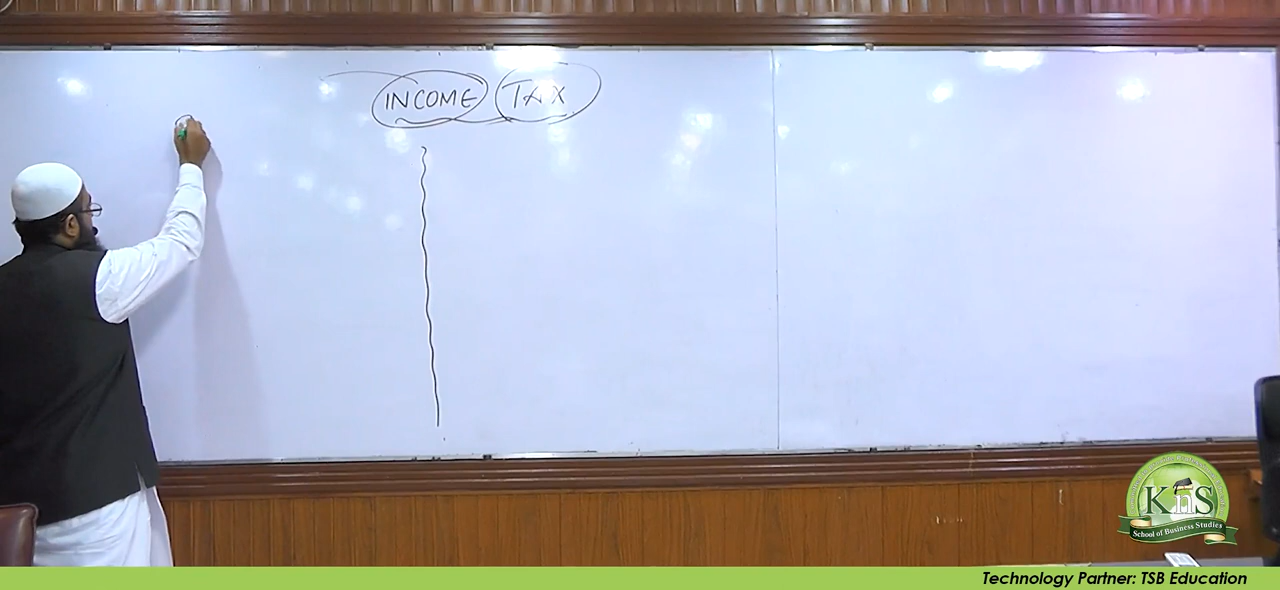 INCOME TAX
KnS
School of Business Studies
Technology Partner: TSB Education